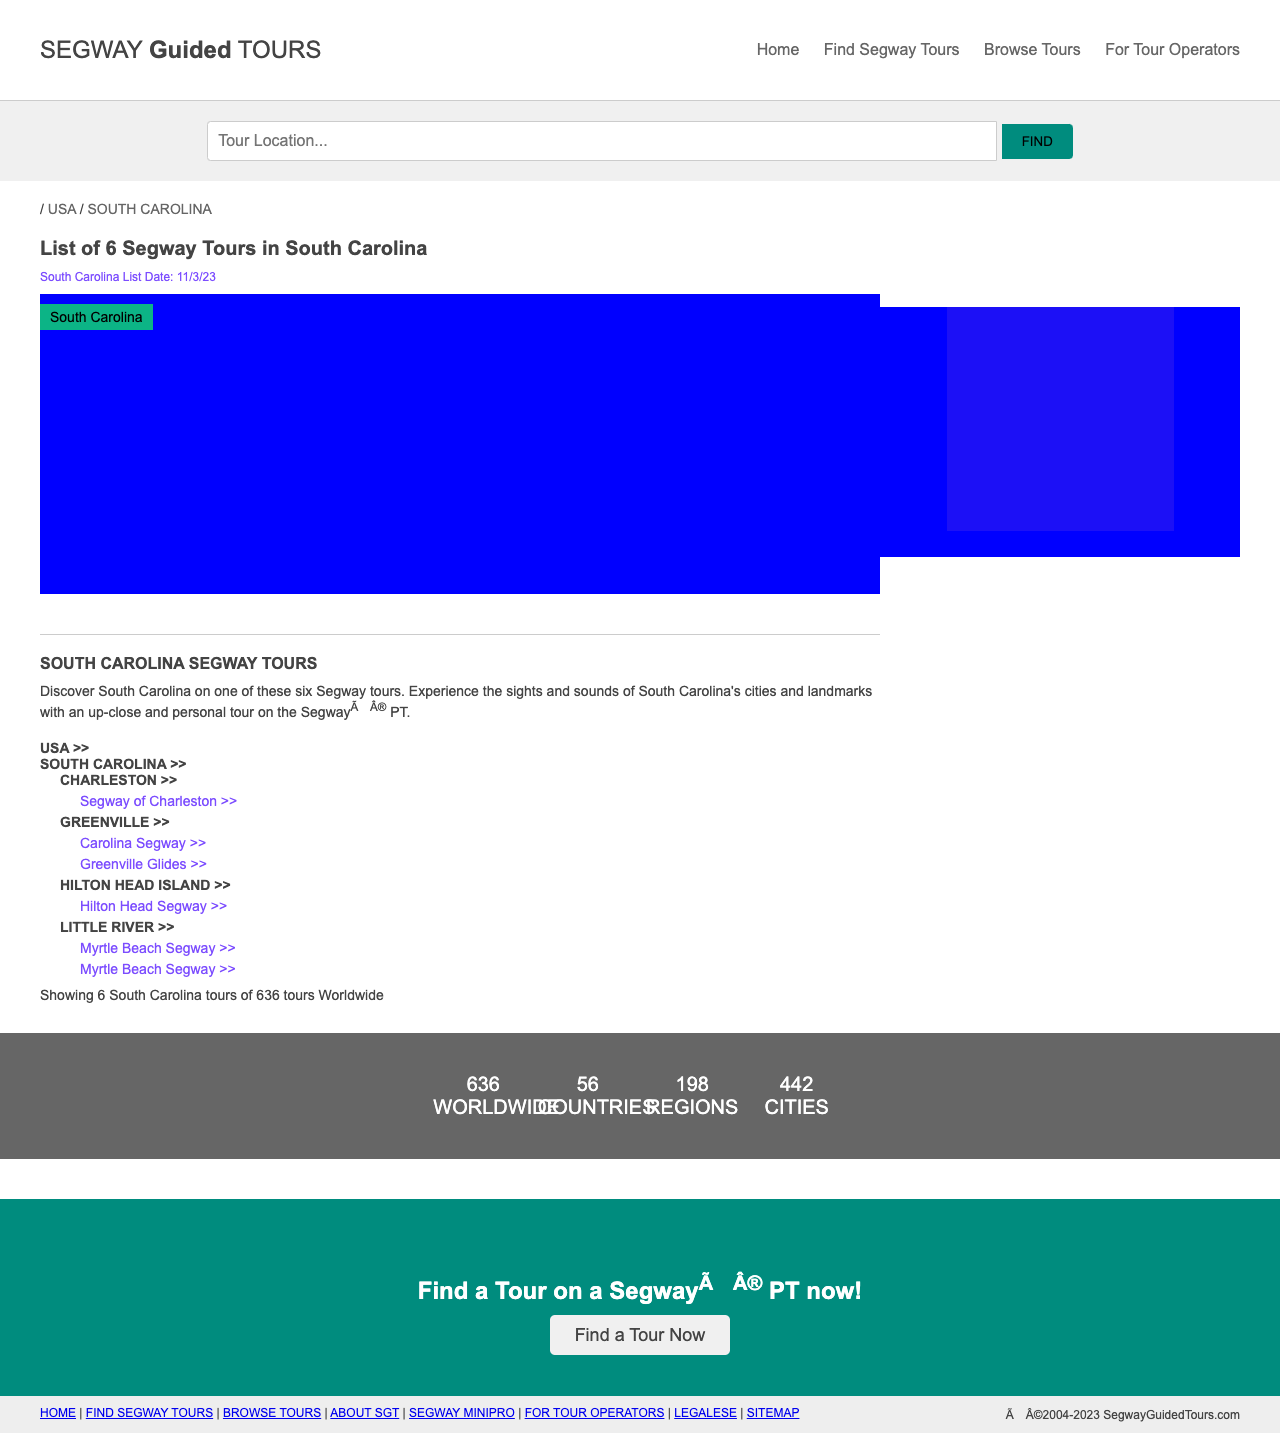 SEGWAY Guided TOURS
Home Find Segway Tours Browse Tours For Tour Operators
Tour Location...
FIND
/ USA / SOUTH CAROLINA
List of 6 Segway Tours in South Carolina
South Carolina List Date: 11/3/23
South Carolina
SOUTH CAROLINA SEGWAY TOURS
Discover South Carolina on one of these six Segway tours. Experience the sights and sounds of South Carolina's cities and landmarks
with an up-close and personal tour on the SegwayÃ Â® PT.
USA >>
SOUTH CAROLINA >>
CHARLESTON >>
Segway of Charleston >>
GREENVILLE >>
Carolina Segway >>
Greenville Glides >>
HILTON HEAD ISLAND >>
Hilton Head Segway >>
LITTLE RIVER >>
Myrtle Beach Segway >>
Myrtle Beach Segway >>
Showing 6 South Carolina tours of 636 tours Worldwide
636 56 198 442
WORLDWIDE COUNTRIES REGIONS CITIES
Find a Tour on a SegwayÃ Â® PT now!
Find a Tour Now
HOME | FIND SEGWAY TOURS | BROWSE TOURS | ABOUT SGT | SEGWAY MINIPRO | FOR TOUR OPERATORS | LEGALESE | SITEMAP
Ã Â©2004-2023 SegwayGuidedTours.com